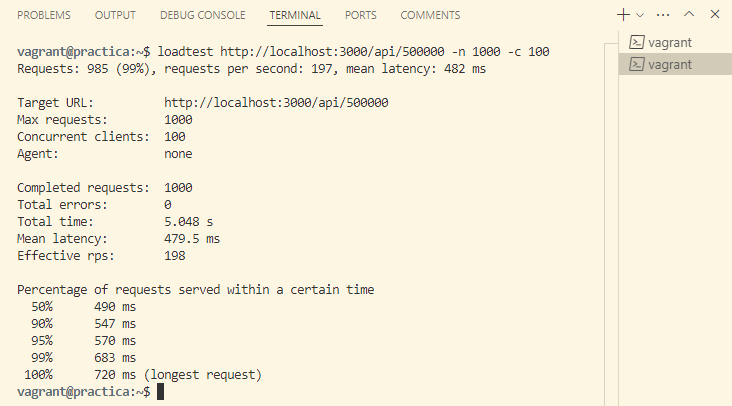 PROBLEMS OUTPUT DEBUG CONSOLE TERMINAL PORTS COMMENTS
vagrant
vagrant
vagrant@practica:~$ loadtest http://localhost:3000/api/500000 -n 1000 -c 100
Requests: 985 (99%), requests per second: 197, mean latency: 482 ms
Target URL: http://localhost:3000/api/500000
Max requests: 1000
Concurrent clients: 100
Agent: none
Completed requests: 1000
Total errors: 0
Total time: 5.048 s
Mean latency: 479.5 ms
Effective rps: 198
Percentage of requests served within a certain time
50% 490 ms
90% 547 ms
95% 570 ms
99% 683 ms
100% 720 ms (longest request)
vagrant@practica:~$